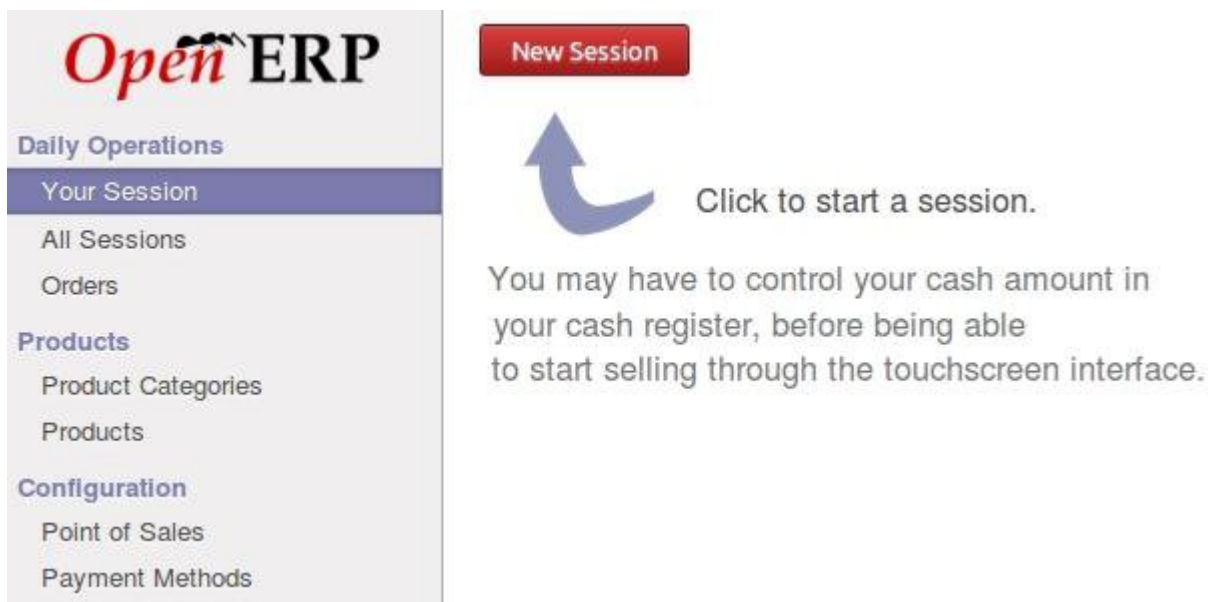 Open ERP
Daily Operations
Your Session
All Sessions
Orders
Products
Product Categories
Products
Configuration
Point of Sales
Payment Methods
New Session
Click to start a session.
You may have to control your cash amount in
your cash register, before being able
to start selling through the touchscreen interface.